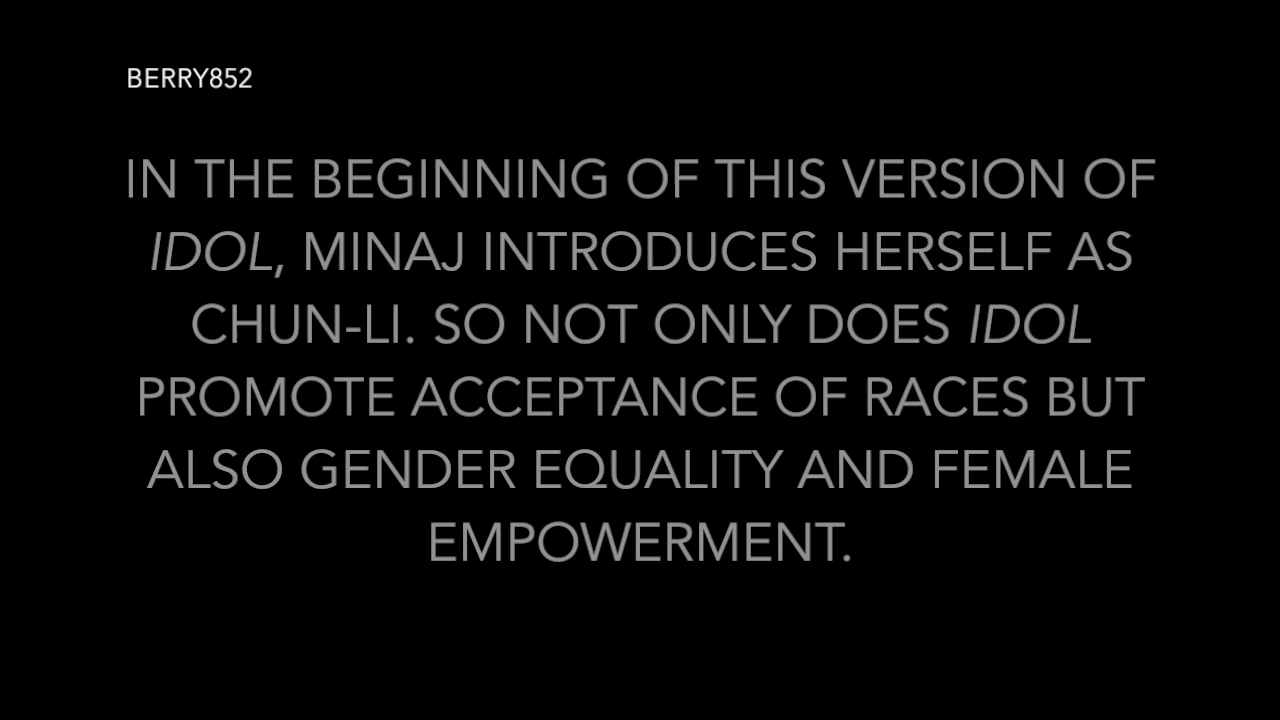 BERRY852
IN THE BEGINNING OF THIS VERSION OF
IDOL, MINAJ INTRODUCES HERSELF AS
CHUN-LI. SO NOT ONLY DOES IDOL
PROMOTE ACCEPTANCE OF RACES BUT
ALSO GENDER EQUALITY AND FEMALE
EMPOWERMENT.